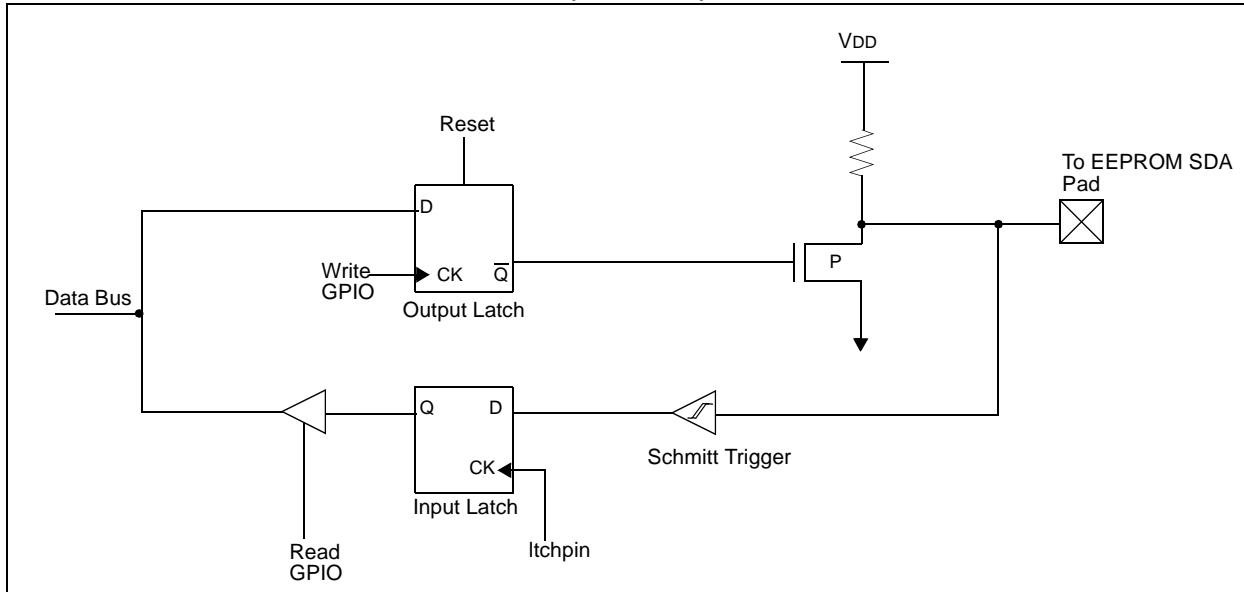 VDD
Reset
To EEPROM SDA
Pad
D
P
Write
GPIO
CK
Q
Data Bus
Output Latch
Q
D
Schmitt Trigger
CK
Input Latch
ltchpin
Read
GPIO